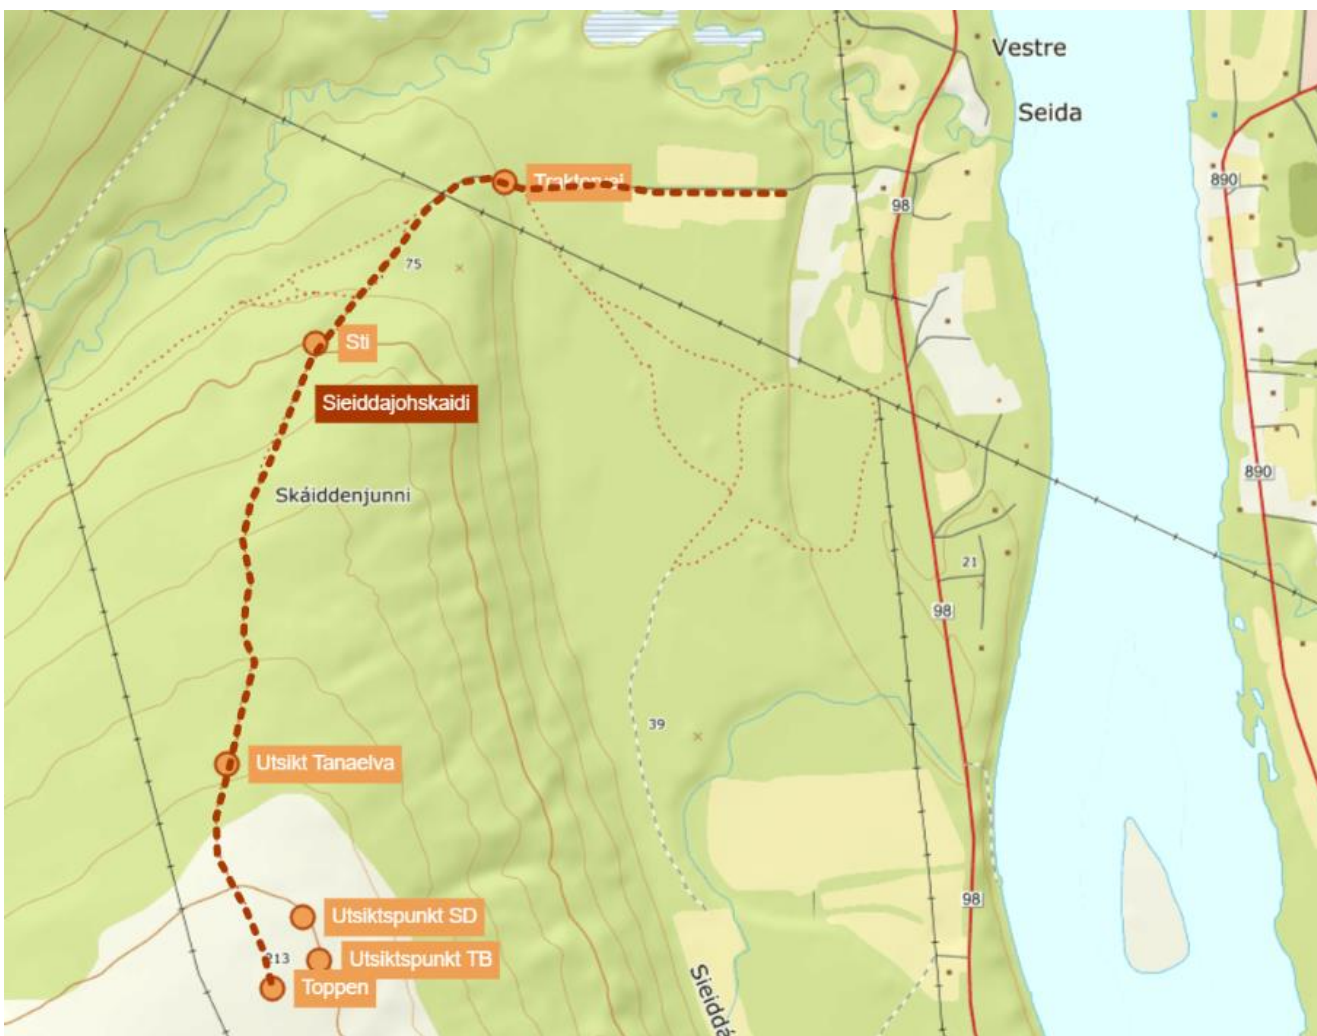 Vestre
Seida
Traktorvei
890
98
75
Sti
Sieiddajohskaidi
890
Skáiddenjunni
21
98
39
Utsikt Tanaelva
98
Utsiktspunkt SD
213
Utsiktspunkt TB
Toppen